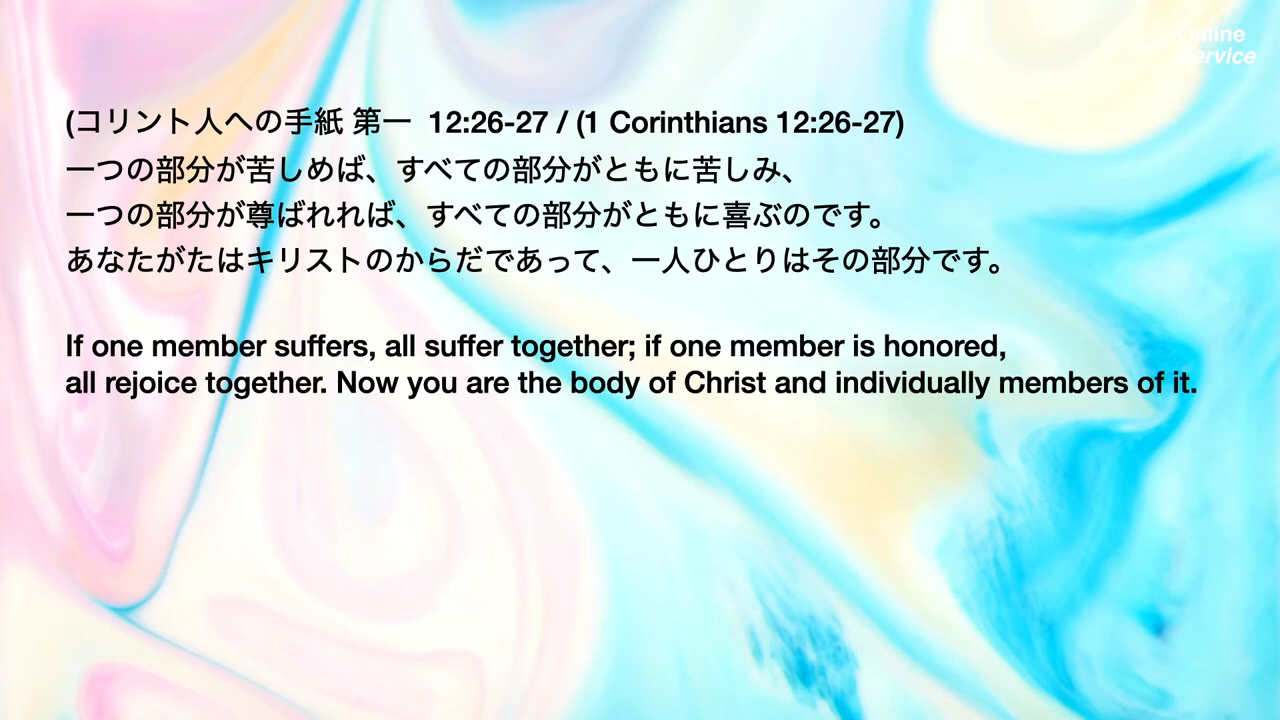 Online
Service
(コリント人への手紙 第一 12:26-27 / (1 Corinthians 12:26-27)
一つの部分が苦しめば、すべての部分がともに苦しみ、
一つの部分が尊ばれれば、すべての部分がともに喜ぶのです。
あなたがたはキリストのからだであって、一人ひとりはその部分です。
If one member suffers, all suffer together; if one member is honored,
all rejoice together. Now you are the body of Christ and individually members of it.